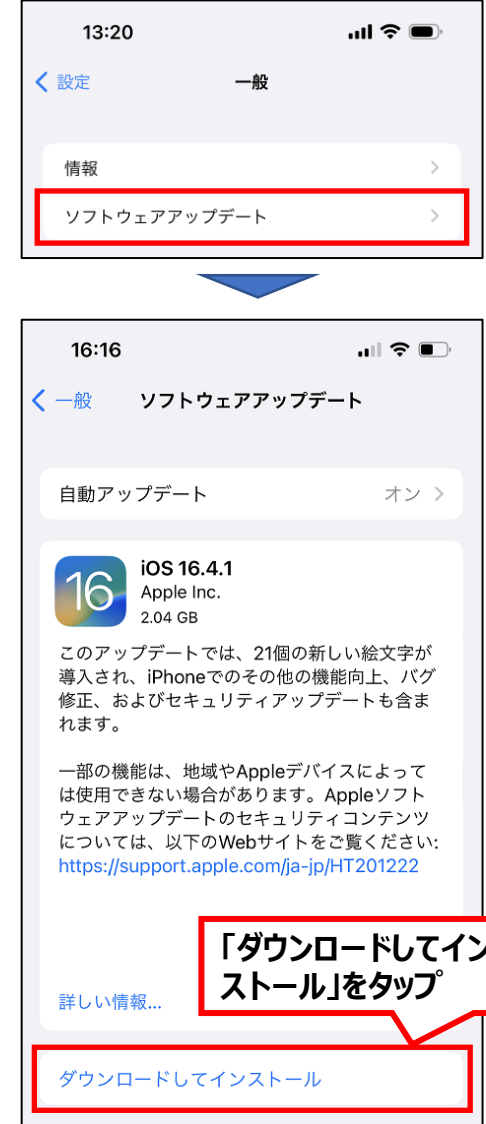 13:20
設定
一般
情報
ソフトウェアアップデート
16:16
一般
ソフトウェアアップデート
自動アップデート オン
16
iOS 16.4.1
Apple Inc.
2.04 GB
このアップデートでは、21個の新しい絵文字が
導入され、iPhoneでのその他の機能向上、バグ
修正、およびセキュリティアップデートも含ま
れます。
一部の機能は、地域やAppleデバイスによって
は使用できない場合があります。Appleソフト
ウェアアップデートのセキュリティコンテンツ
については、以下のWebサイトをご覧ください:
https://support.apple.com/ja-jp/HT201222
「ダウンロードしてイン
ストール」をタップ
詳しい情報...
ダウンロードしてインストール